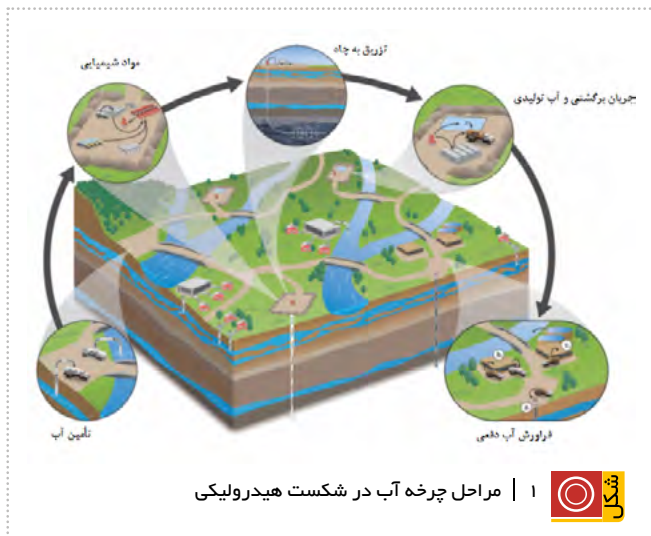 تزریق به چاه
مواد شیمیایی
جریان برگشتی و آب تولیدی
تأمین آب
فراورش آب دفعی
شکل
۱ | مراحل چرخه آب در شکست هیدرولیکی